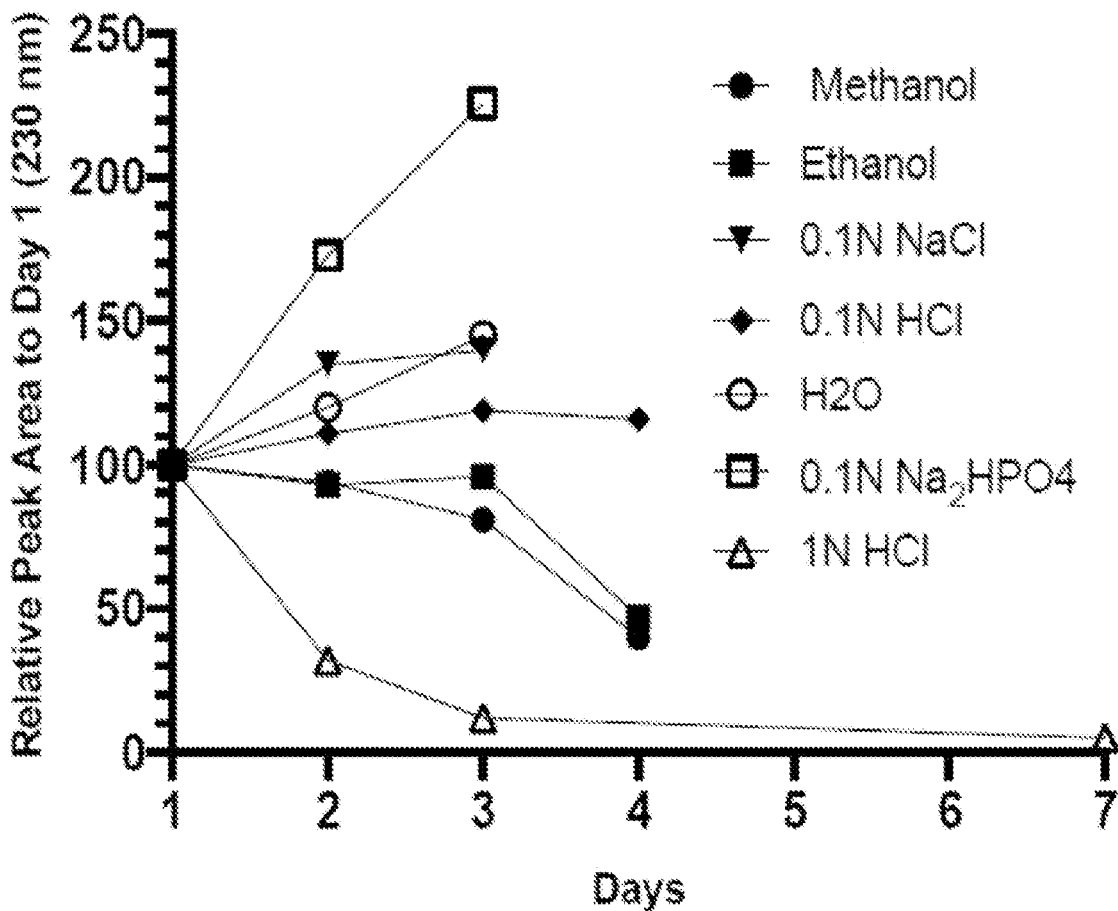 Relative Peak Area to Day 1 (230 nm)
250
200
150
100
50
0
1 2 3 4 5 6 7
Days
Methanol
Ethanol
0.1N NaCl
0.1N HCl
H2O
0.1N Na₂HPO4
1N HCl